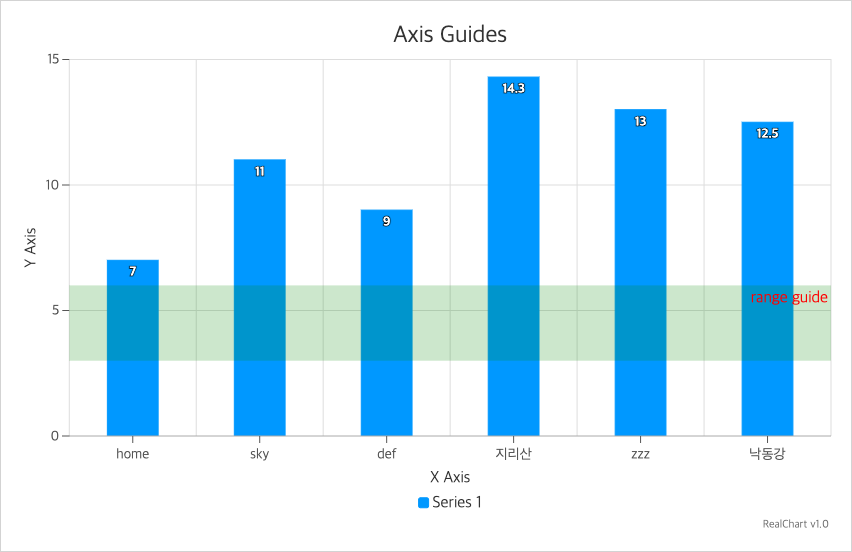 Axis Guides
15
14.3
13
12.5
11
10
9
Y Axis
7
range guide
5
0
home sky def 지리산 zzz 낙동강
X Axis
Series 1
RealChart v1.0